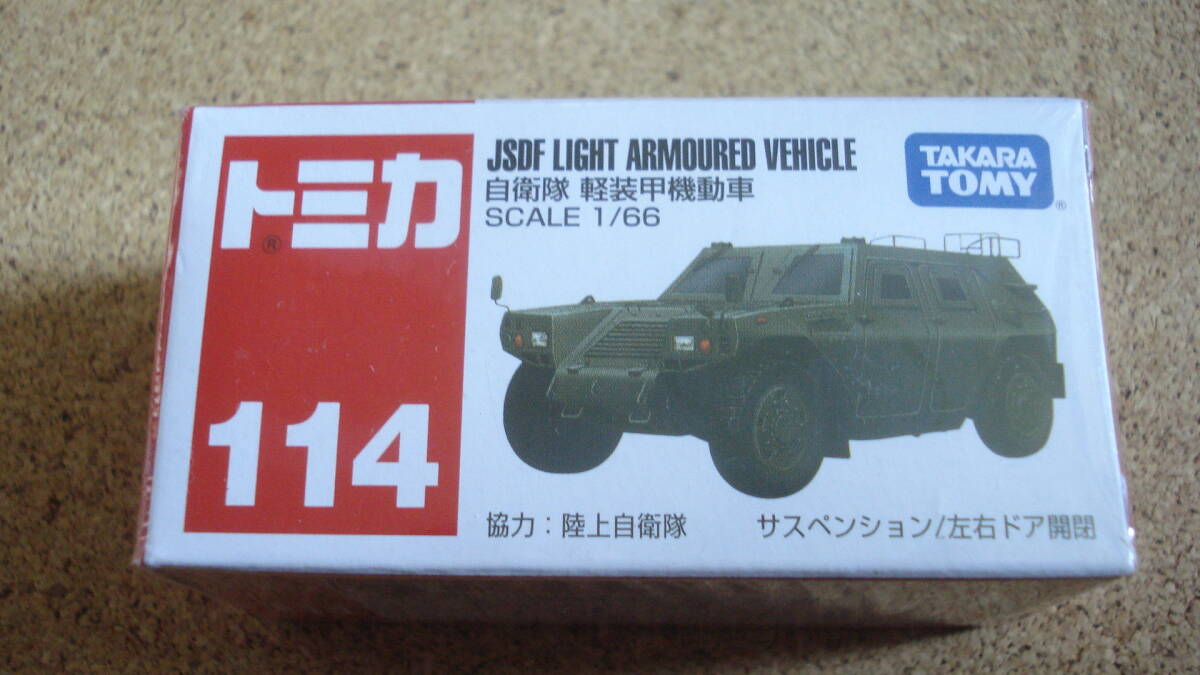 トミカ
®
114
JSDF LIGHT ARMOURED VEHICLE
自衛隊 軽装甲機動車
SCALE 1/66
TAKARA
TOMY
®
協力：陸上自衛隊
サスペンション/左右ドア開閉